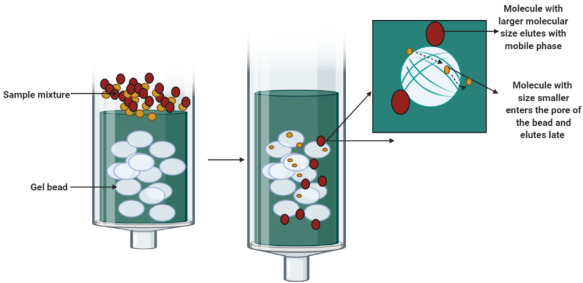 Molecule with
larger molecular
size elutes with
mobile phase
Sample mixture
Molecule with
size smaller
enters the pore of
the bead and
elutes late
Gel bead